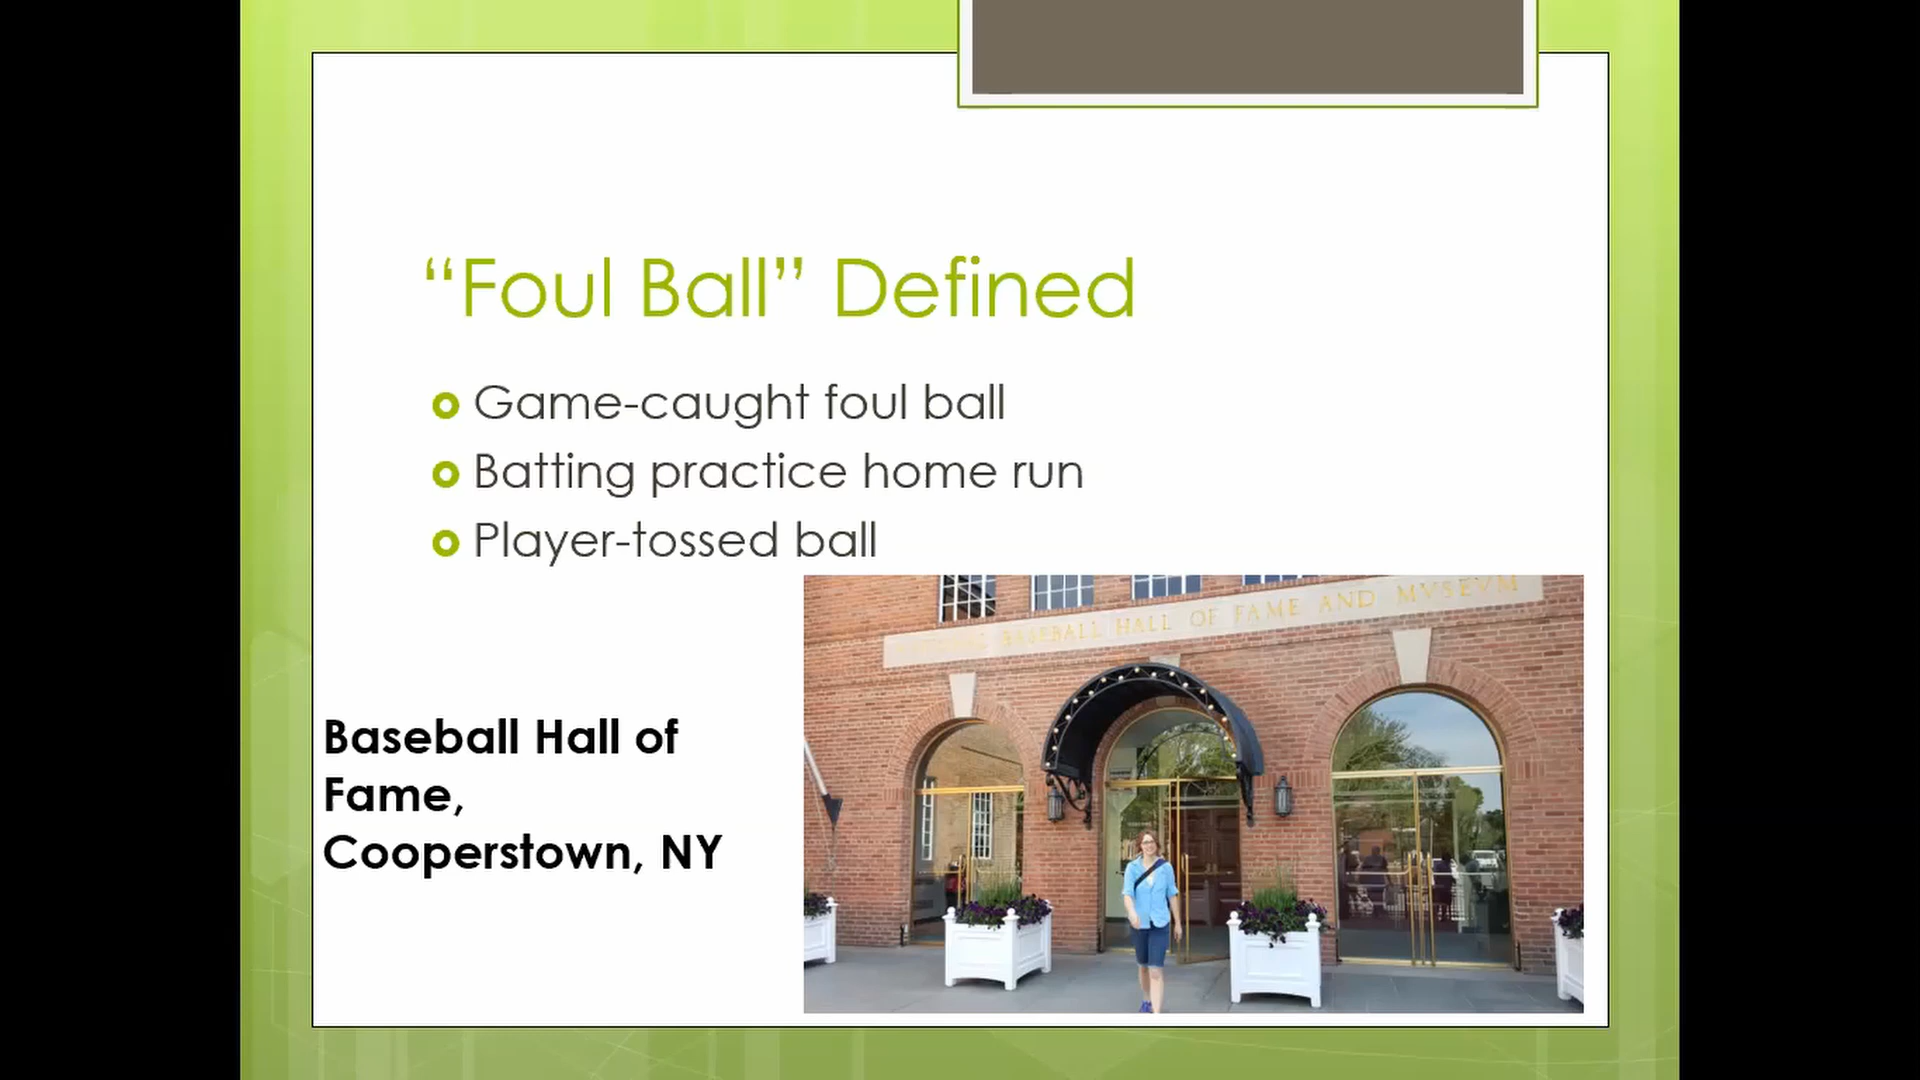 “Foul Ball” Defined
Game-caught foul ball
Batting practice home run
Player-tossed ball
BASEBALL HALL OF FAME AND MVSEVM
Baseball Hall of
Fame,
Cooperstown, NY